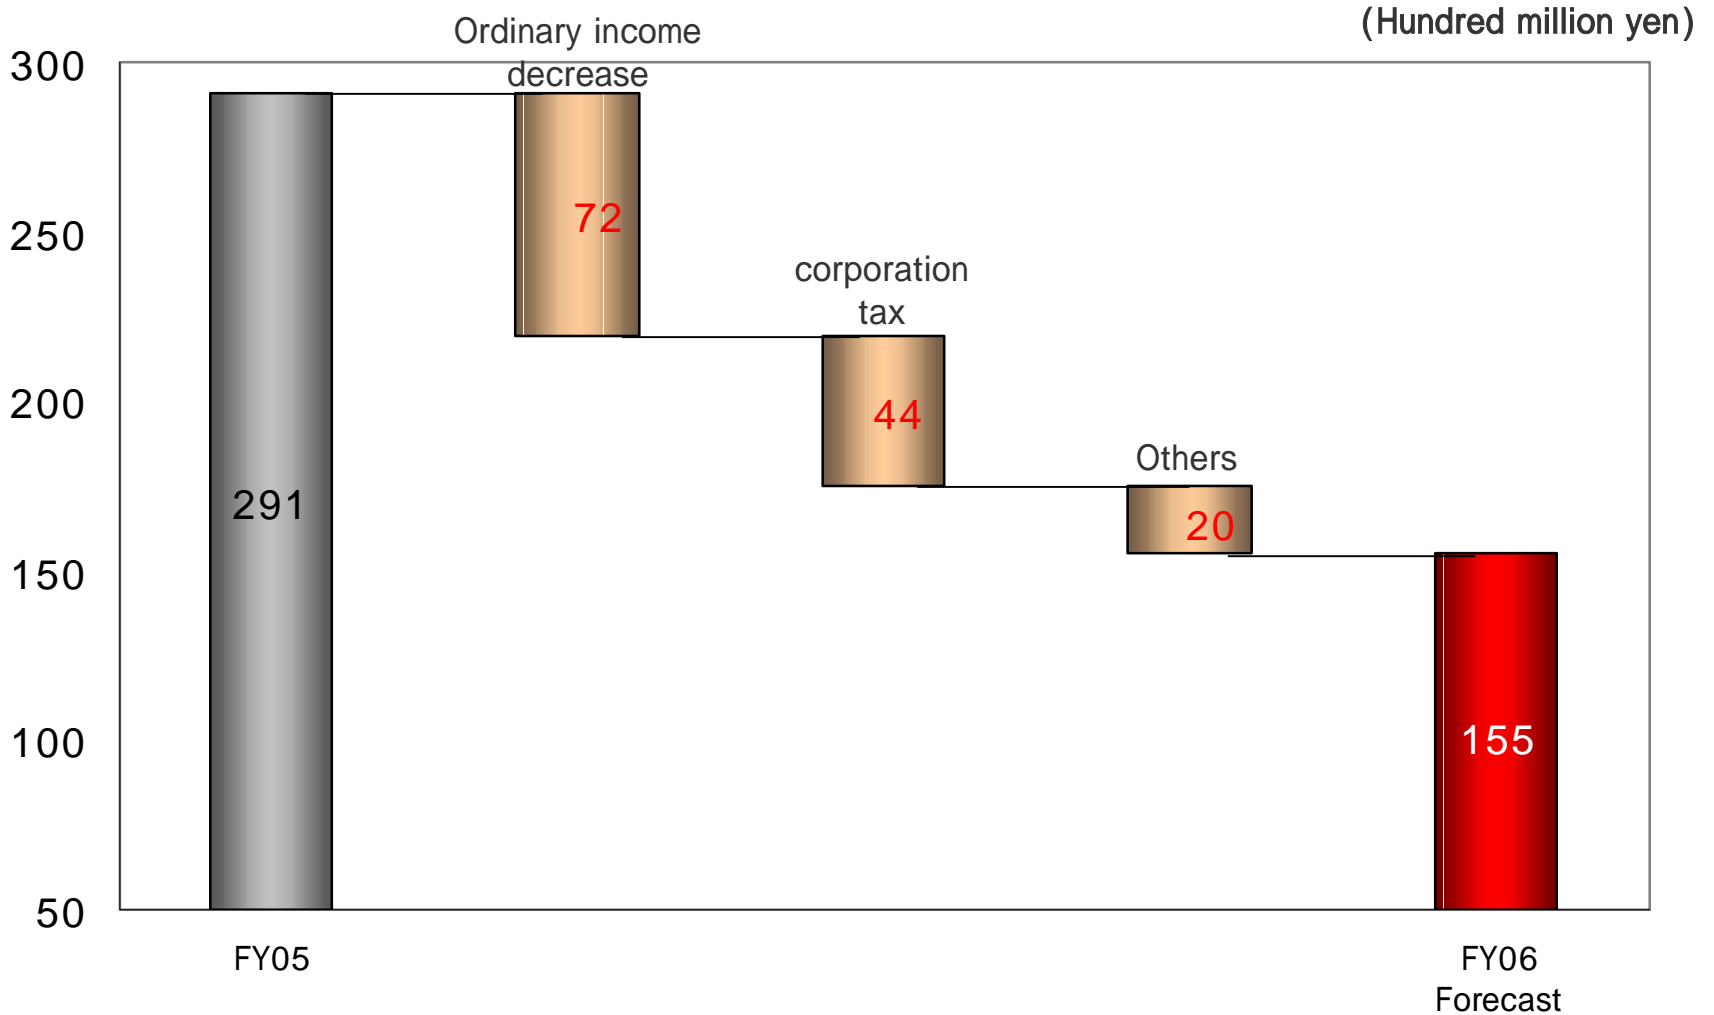 (Hundred million yen)
Ordinary income
decrease
300
250
200
150
100
50
291
72
corporation
tax
44
Others
20
155
FY05
FY06
Forecast